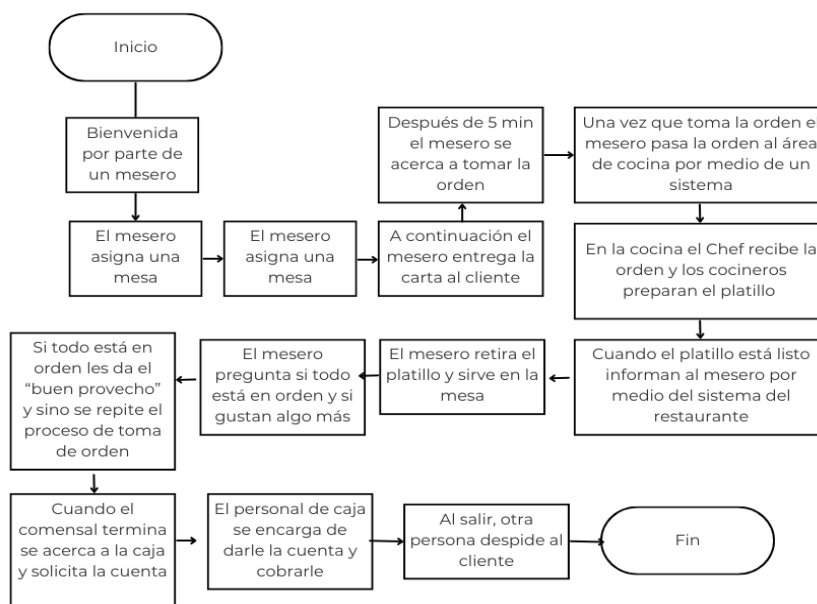 Inicio
Bienvenida
por parte de
un mesero
El mesero
asigna una
mesa
El mesero
asigna una
mesa
A continuación el
mesero entrega la
carta al cliente
Después de 5 min
el mesero se
acerca a tomar la
orden
Una vez que toma la orden el
mesero pasa la orden al área
de cocina por medio de un
sistema
En la cocina el Chef recibe la
orden y los cocineros
preparan el platillo
Cuando el platillo está listo
informan al mesero por
medio del sistema del
restaurante
El mesero retira el
platillo y sirve en la
mesa
El mesero
pregunta si todo
está en orden y si
gustan algo más
Si todo está en
orden les da el
“buen provecho”
y sino se repite el
proceso de toma
de orden
Cuando el
comensal termina
se acerca a la caja
y solicita la cuenta
El personal de caja
se encarga de
darle la cuenta y
cobrarle
Al salir, otra
persona despide al
cliente
Fin